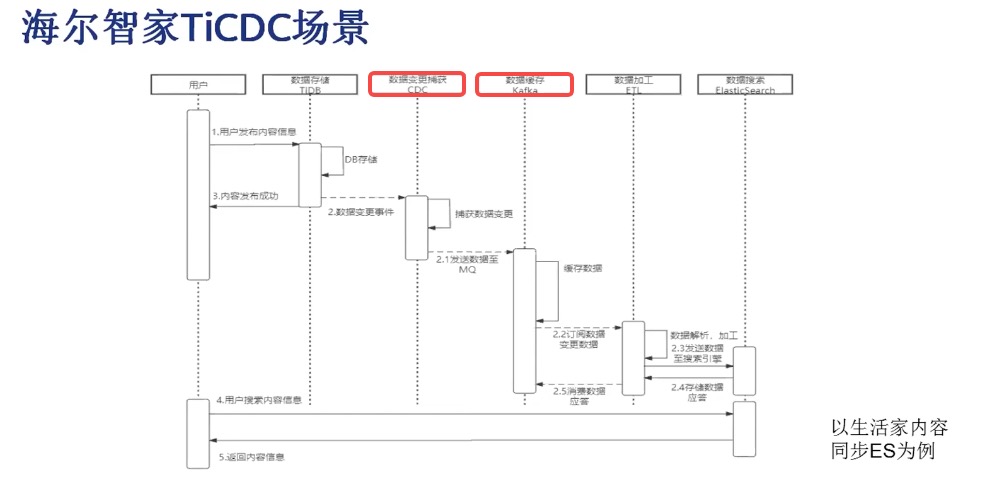 海尔智家TiCDC场景
用户
数据存储
TiDB
数据变更捕获
CDC
数据缓存
Kafka
数据加工
ETL
数据搜索
ElasticSearch
1.用户发布内容信息
DB存储
3.内容发布成功
2.数据变更事件
捕获数据变更
2.1发送数据至
MQ
缓存数据
2.2订阅数据
变更数据
数据解析，加工
2.3发送数据
至搜索引擎
2.4存储数据
应答
2.5消费数据
应答
4.用户搜索内容信息
5.返回内容信息
以生活家内容
同步ES为例